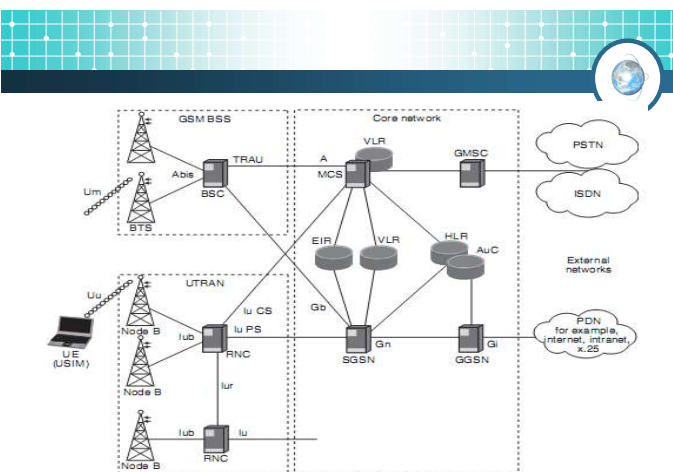 GSM BSS
Core network
VLR
TRAU
A
GMSC
PSTN
Abis
MCS
Um
BSC
ISDN
BTS
EIR
VLR
HLR
AuC
External
networks
UTRAN
Uu
Iu CS
Gb
Node B
Iu PS
PDN
for example,
internet, intranet,
x.25
Iub
Gn
Gi
UE
(USIM)
RNC
SGSN
GGSN
Node B
Iur
Iub
Iu
RNC
Node B